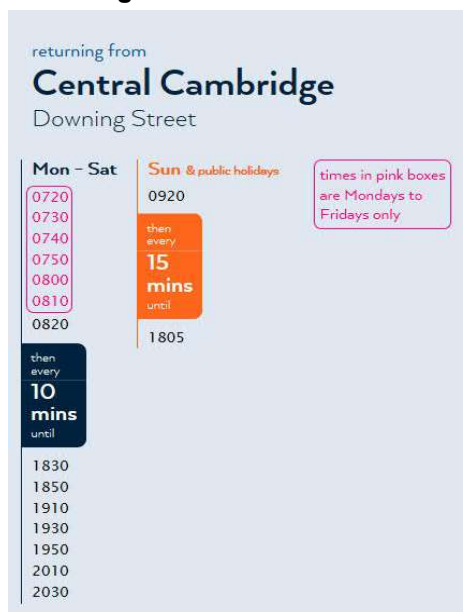 returning from
Central Cambridge
Downing Street
Mon – Sat
0720
0730
0740
0750
0800
0810
0820
then
every
10
mins
until
1830
1850
1910
1930
1950
2010
2030
Sun & public holidays
0920
then
every
15
mins
until
1805
times in pink boxes
are Mondays to
Fridays only